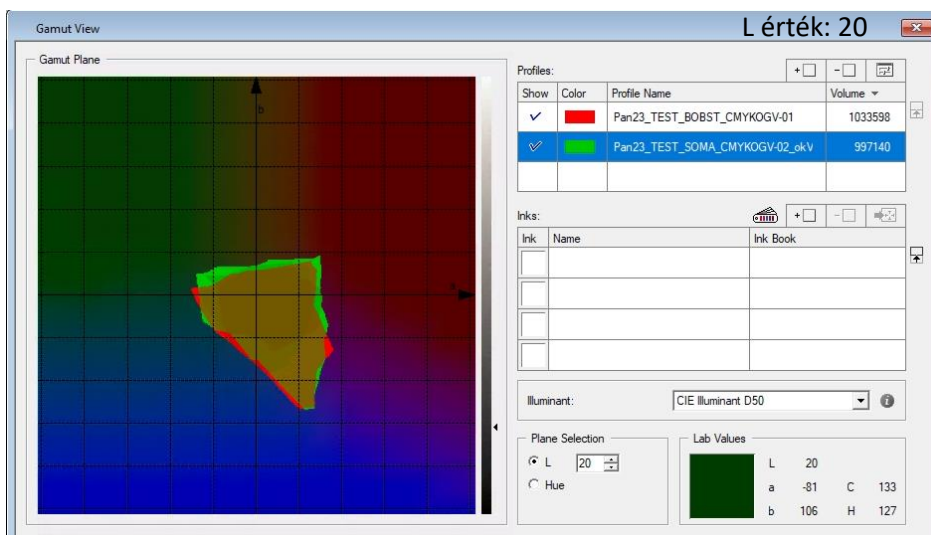 Gamut View
L érték: 20
Gamut Plane
b
a
Profiles:
Show Color Profile Name Volume
Pan23_TEST_BOBST_CMYKOGV-01 1033598
Pan23_TEST_SOMA_CMYKOGV-02_okV 997140
Inks:
Ink Name Ink Book
Illuminant: CIE Illuminant D50
Plane Selection
L 20
Hue
Lab Values
L 20
a -81 C 133
b 106 H 127